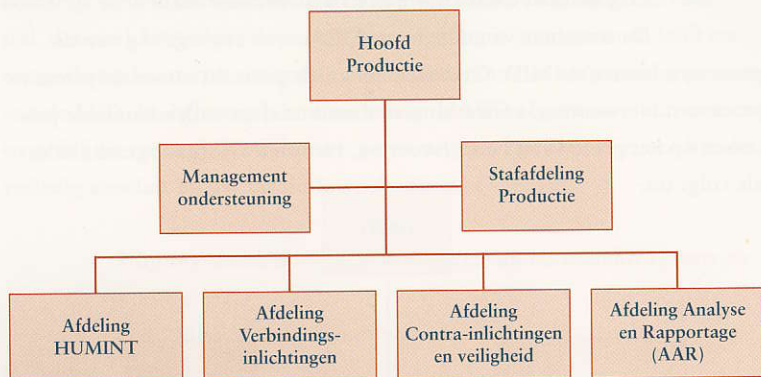 Hoofd
Productie
Management
ondersteuning
Stafafdeling
Productie
Afdeling
HUMINT
Afdeling
Verbindings-
inlichtingen
Afdeling
Contra-inlichtingen
en veiligheid
Afdeling Analyse
en Rapportage
(AAR)